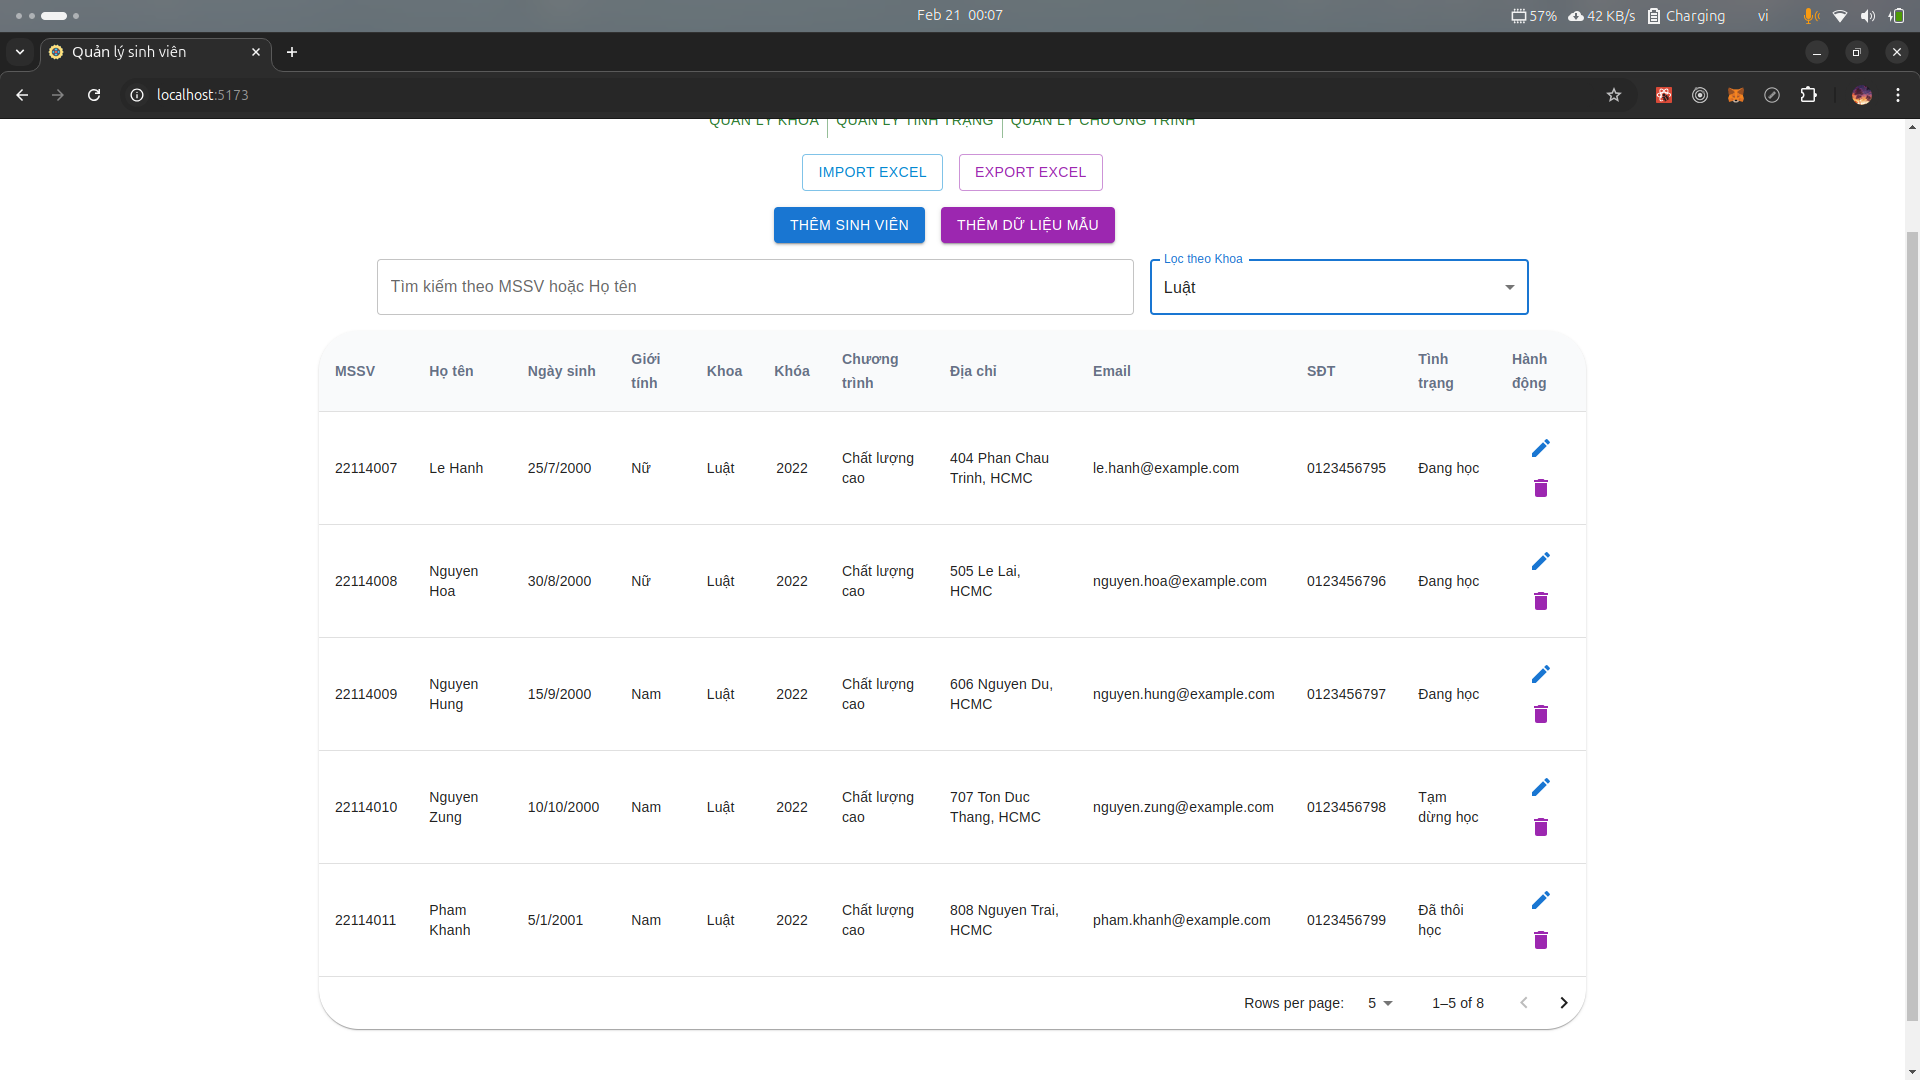 Feb 21 00:07
57% 42 KB/s Charging vi
Quản lý sinh viên
localhost:5173
QUẢN LÝ KHOA QUẢN LÝ TÌNH TRẠNG QUẢN LÝ CHƯƠNG TRÌNH
IMPORT EXCEL EXPORT EXCEL
THÊM SINH VIÊN THÊM DỮ LIỆU MẪU
Lọc theo Khoa
Tìm kiếm theo MSSV hoặc Họ tên
Luật
MSSV Họ tên Ngày sinh Giới tính Khoa Khóa Chương trình Địa chỉ Email SĐT Tình trạng Hành động
22114007 Le Hanh 25/7/2000 Nữ Luật 2022 Chất lượng cao 404 Phan Chau Trinh, HCMC le.hanh@example.com 0123456795 Đang học
22114008 Nguyen Hoa 30/8/2000 Nữ Luật 2022 Chất lượng cao 505 Le Lai, HCMC nguyen.hoa@example.com 0123456796 Đang học
22114009 Nguyen Hung 15/9/2000 Nam Luật 2022 Chất lượng cao 606 Nguyen Du, HCMC nguyen.hung@example.com 0123456797 Đang học
22114010 Nguyen Zung 10/10/2000 Nam Luật 2022 Chất lượng cao 707 Ton Duc Thang, HCMC nguyen.zung@example.com 0123456798 Tạm dừng học
22114011 Pham Khanh 5/1/2001 Nam Luật 2022 Chất lượng cao 808 Nguyen Trai, HCMC pham.khanh@example.com 0123456799 Đã thôi học
Rows per page: 5 1–5 of 8